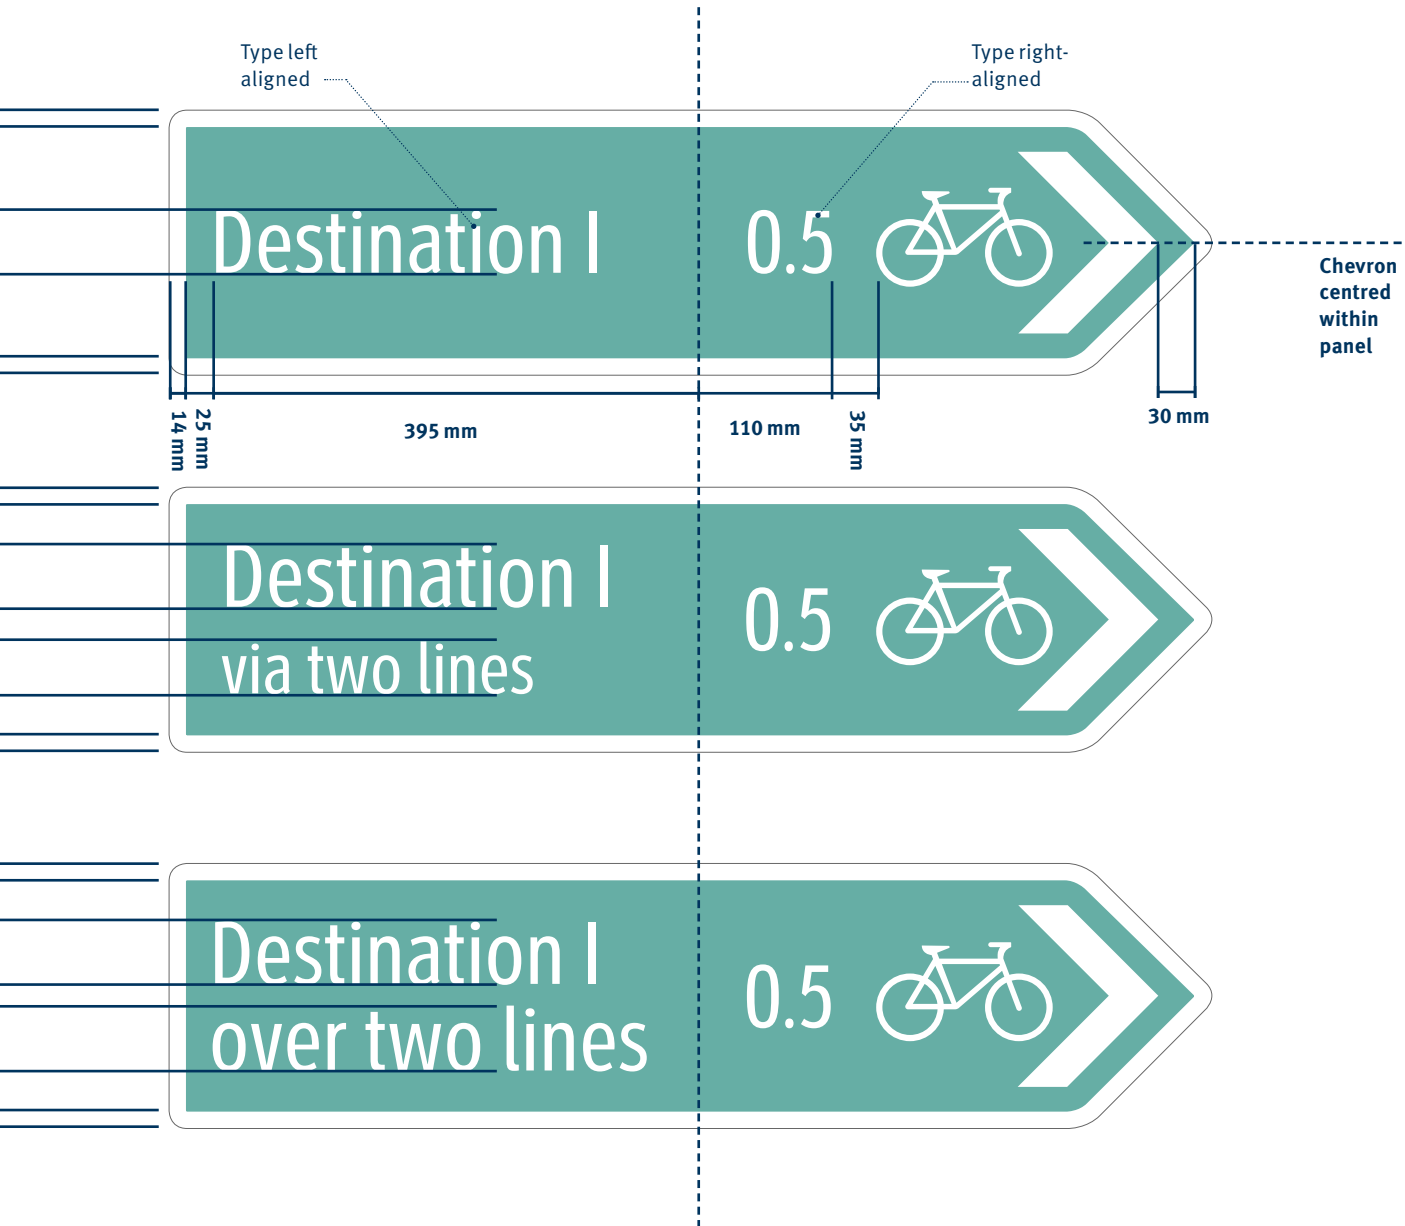 Type left
aligned
Type right-
aligned
Destination I
0.5
Chevron
centred
within
panel
14 mm
25 mm
395 mm
110 mm
35 mm
30 mm
Destination I
via two lines
0.5
Destination I
over two lines
0.5